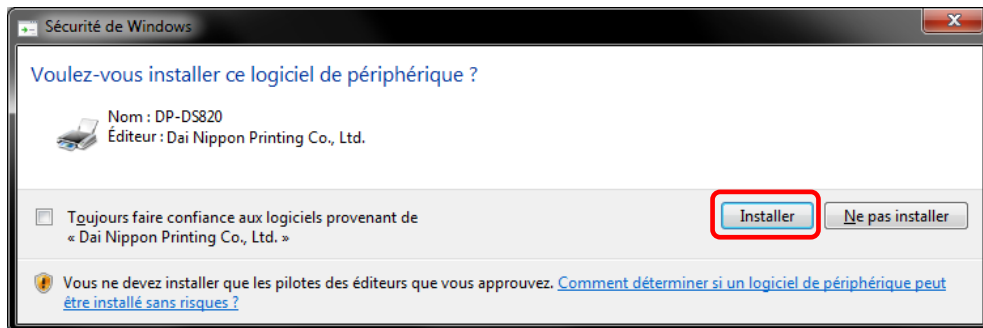 Sécurité de Windows
Voulez-vous installer ce logiciel de périphérique ?
Nom : DP-DS820
Éditeur : Dai Nippon Printing Co., Ltd.
Toujours faire confiance aux logiciels provenant de
« Dai Nippon Printing Co., Ltd. »
Installer
Ne pas installer
Vous ne devez installer que les pilotes des éditeurs que vous approuvez. Comment déterminer si un logiciel de périphérique peut
être installé sans risques ?